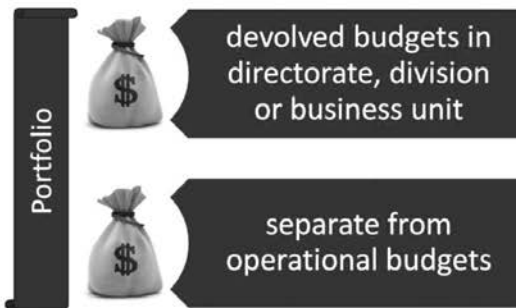 Portfolio
$
devolved budgets in
directorate, division
or business unit
$
separate from
operational budgets